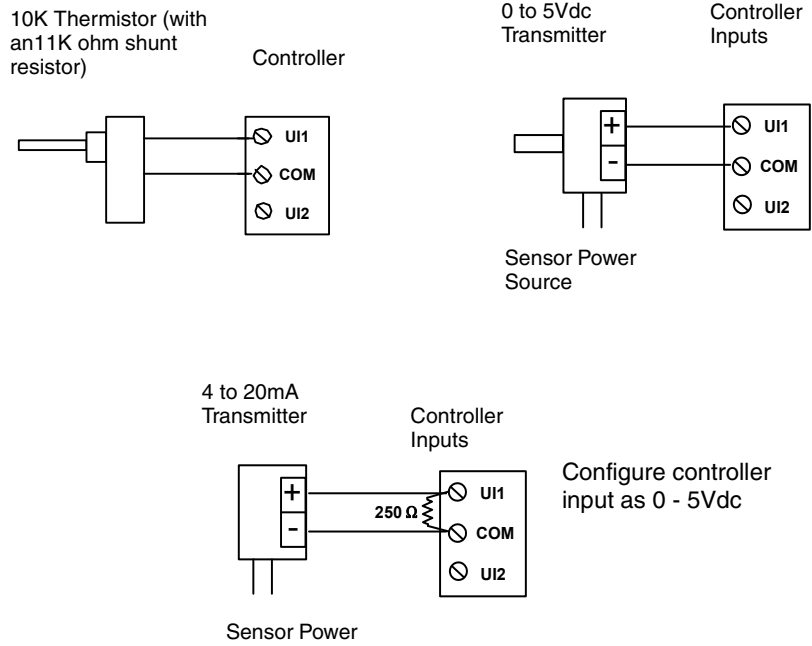 10K Thermistor (with
an11K ohm shunt
resistor)
Controller
UI1
COM
UI2
0 to 5Vdc
Transmitter
Controller
Inputs
+
-
UI1
COM
UI2
Sensor Power
Source
4 to 20mA
Transmitter
Controller
Inputs
+
-
250 Ω
UI1
COM
UI2
Configure controller
input as 0 - 5Vdc
Sensor Power